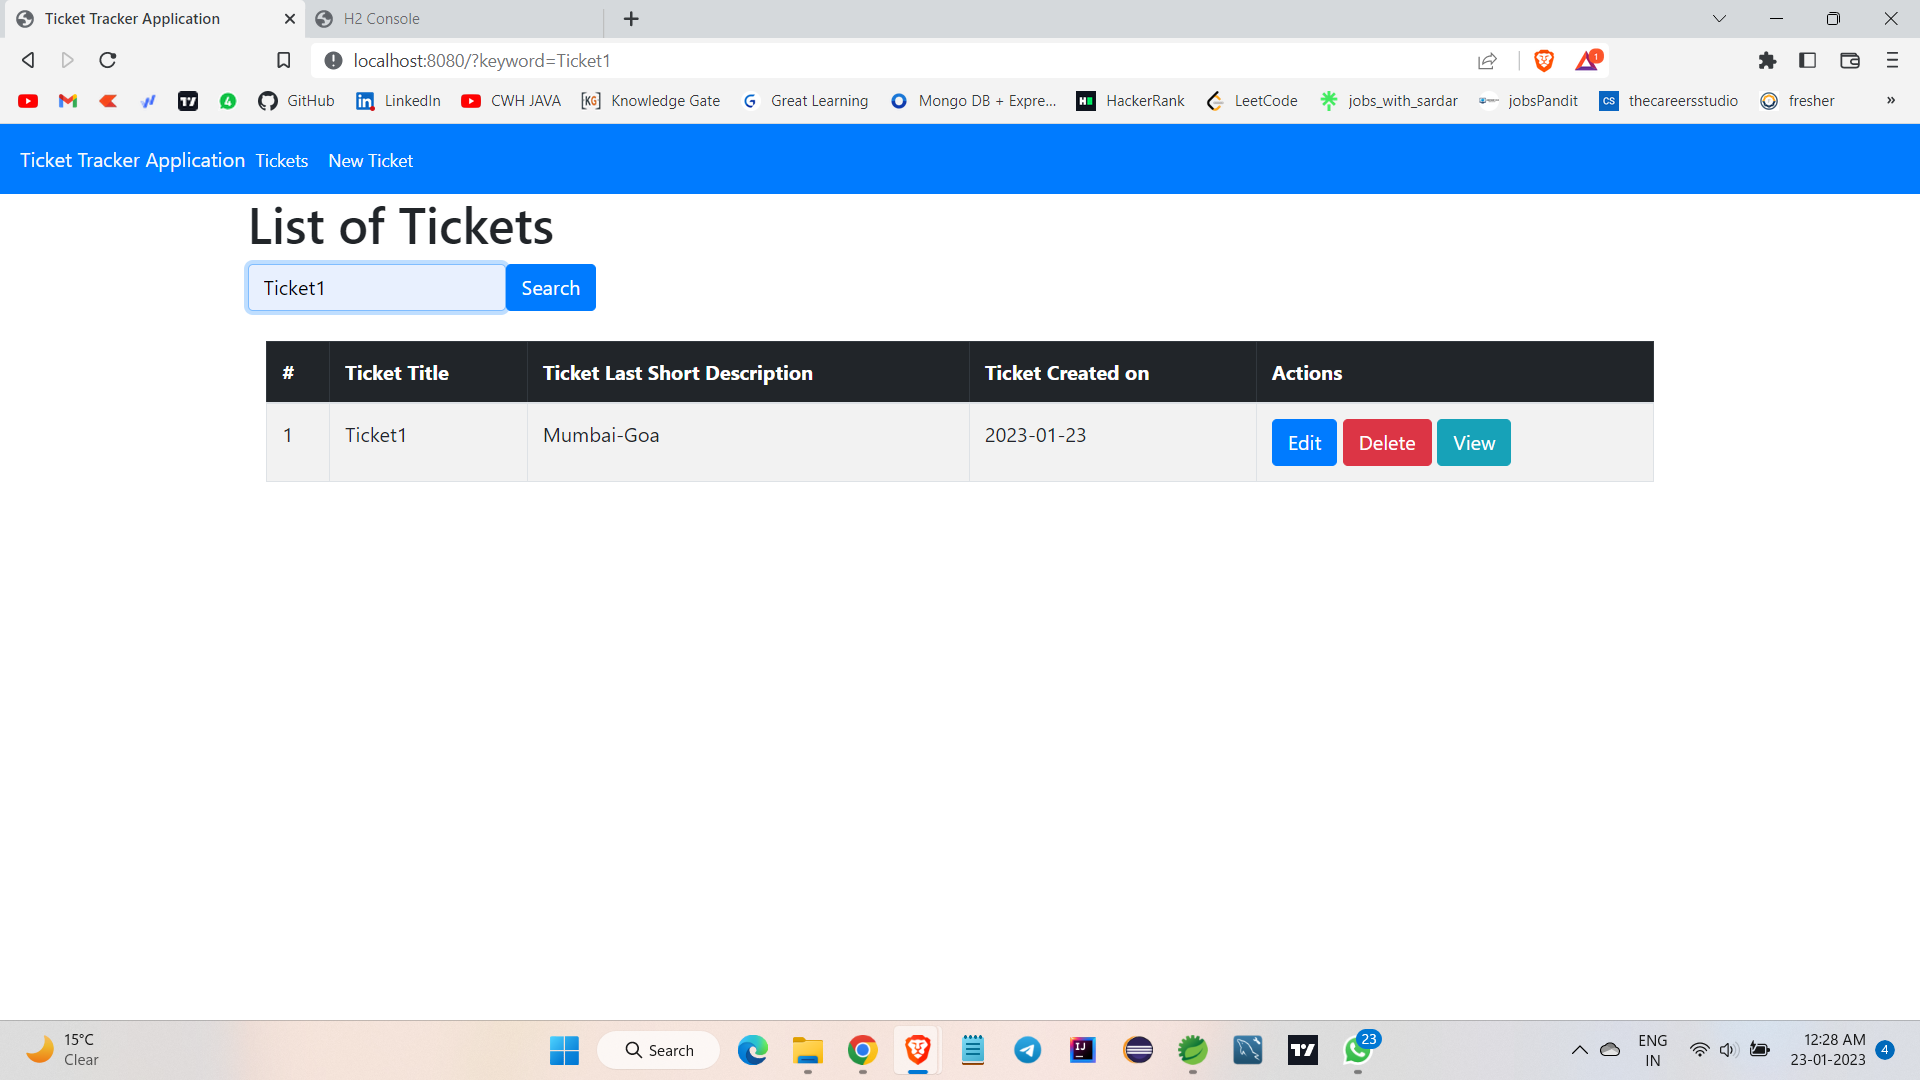 Ticket Tracker Application
H2 Console
localhost:8080/?keyword=Ticket1
1
GitHub
LinkedIn
CWH JAVA
Knowledge Gate
Great Learning
Mongo DB + Expre...
HackerRank
LeetCode
jobs_with_sardar
jobsPandit
thecareersstudio
fresher
»
Ticket Tracker Application Tickets New Ticket
List of Tickets
Ticket1 Search
# Ticket Title Ticket Last Short Description Ticket Created on Actions
1 Ticket1 Mumbai-Goa 2023-01-23 Edit Delete View
15°C
Clear
Search
23
ENG
IN
12:28 AM
23-01-2023
4